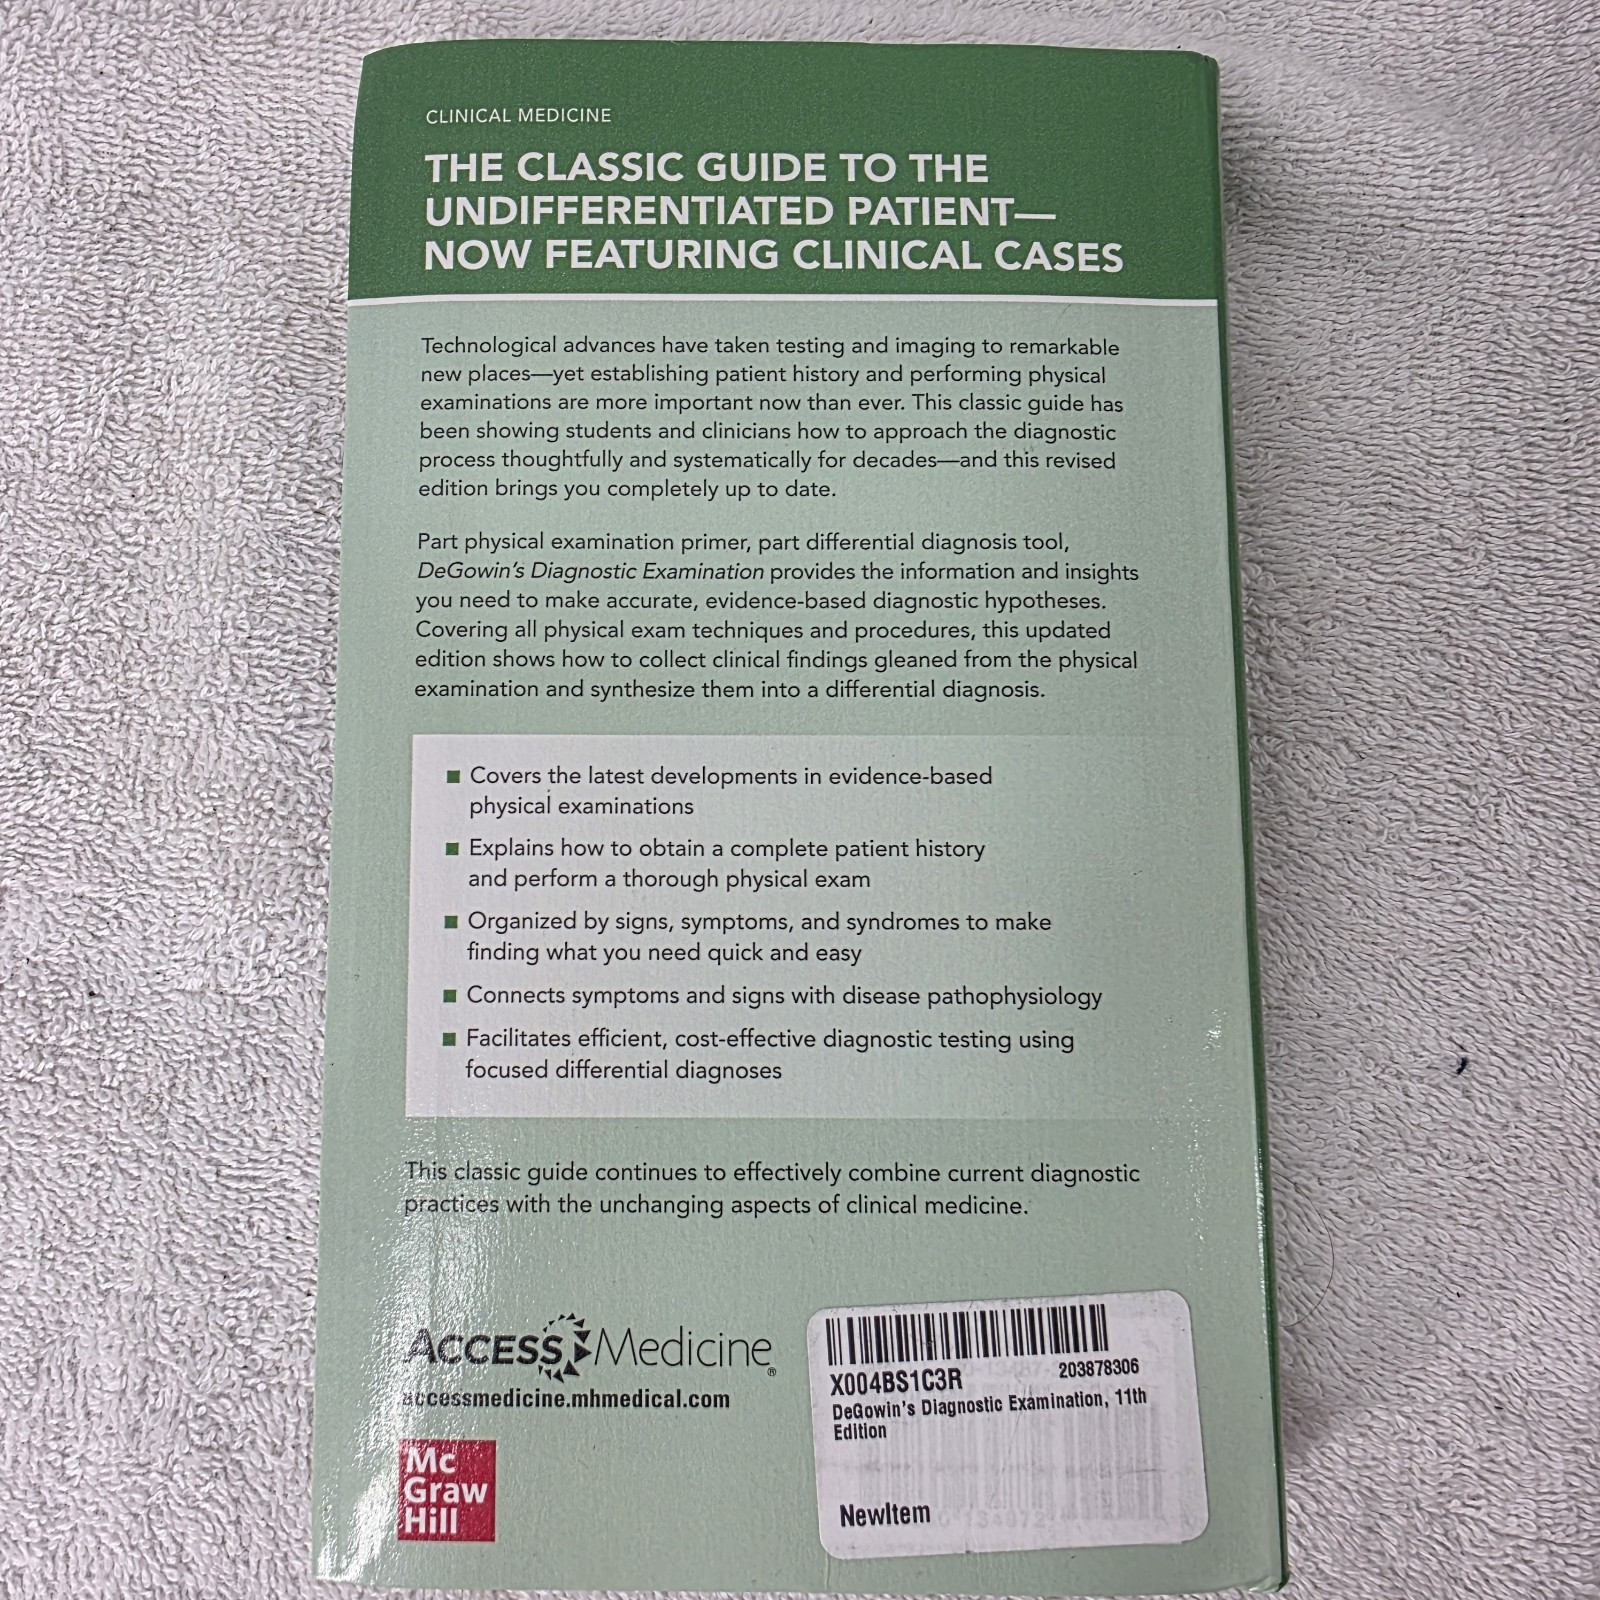 CLINICAL MEDICINE
THE CLASSIC GUIDE TO THE
UNDIFFERENTIATED PATIENT—
NOW FEATURING CLINICAL CASES
Technological advances have taken testing and imaging to remarkable
new places—yet establishing patient history and performing physical
examinations are more important now than ever. This classic guide has
been showing students and clinicians how to approach the diagnostic
process thoughtfully and systematically for decades—and this revised
edition brings you completely up to date.
Part physical examination primer, part differential diagnosis tool,
DeGowin's Diagnostic Examination provides the information and insights
you need to make accurate, evidence-based diagnostic hypotheses.
Covering all physical exam techniques and procedures, this updated
edition shows how to collect clinical findings gleaned from the physical
examination and synthesize them into a differential diagnosis.
■ Covers the latest developments in evidence-based
physical examinations
■ Explains how to obtain a complete patient history
and perform a thorough physical exam
■ Organized by signs, symptoms, and syndromes to make
finding what you need quick and easy
■ Connects symptoms and signs with disease pathophysiology
■ Facilitates efficient, cost-effective diagnostic testing using
focused differential diagnoses
This classic guide continues to effectively combine current diagnostic
practices with the unchanging aspects of clinical medicine.
ACCESS Medicine®
accessmedicine.mhmedical.com
Mc
Graw
Hill
X004BS1C3R 203878306
DeGowin's Diagnostic Examination, 11th
Edition
NewItem